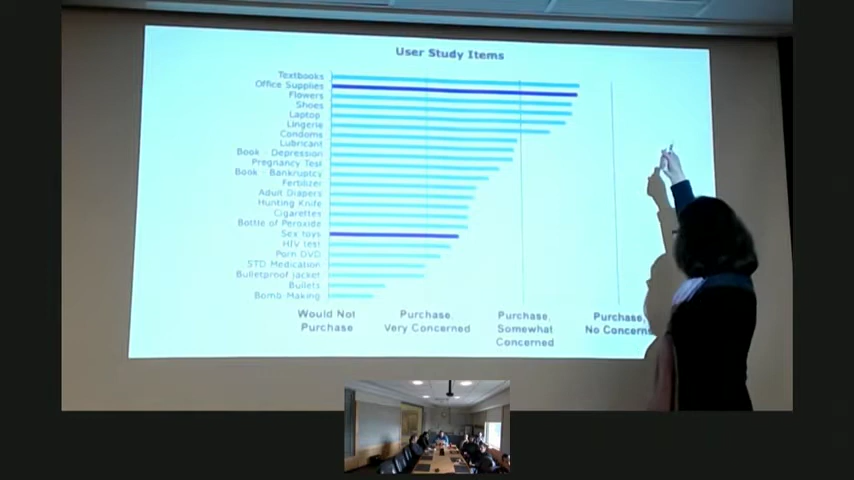 User Study Items
Textbooks
Office Supplies
Flowers
Shoes
Laptop
Lingerie
Condoms
Lubricant
Book - Depression
Pregnancy Test
Book - Bankruptcy
Fertilizer
Adult Diapers
Hunting Knife
Cigarettes
Bottle of Peroxide
Sex toys
HIV test
Porn DVD
STD Medication
Bulletproof Jacket
Bullets
Bomb-Making
Would Not
Purchase
Purchase,
Very Concerned
Purchase,
Somewhat
Concerned
Purchase,
No Concerns